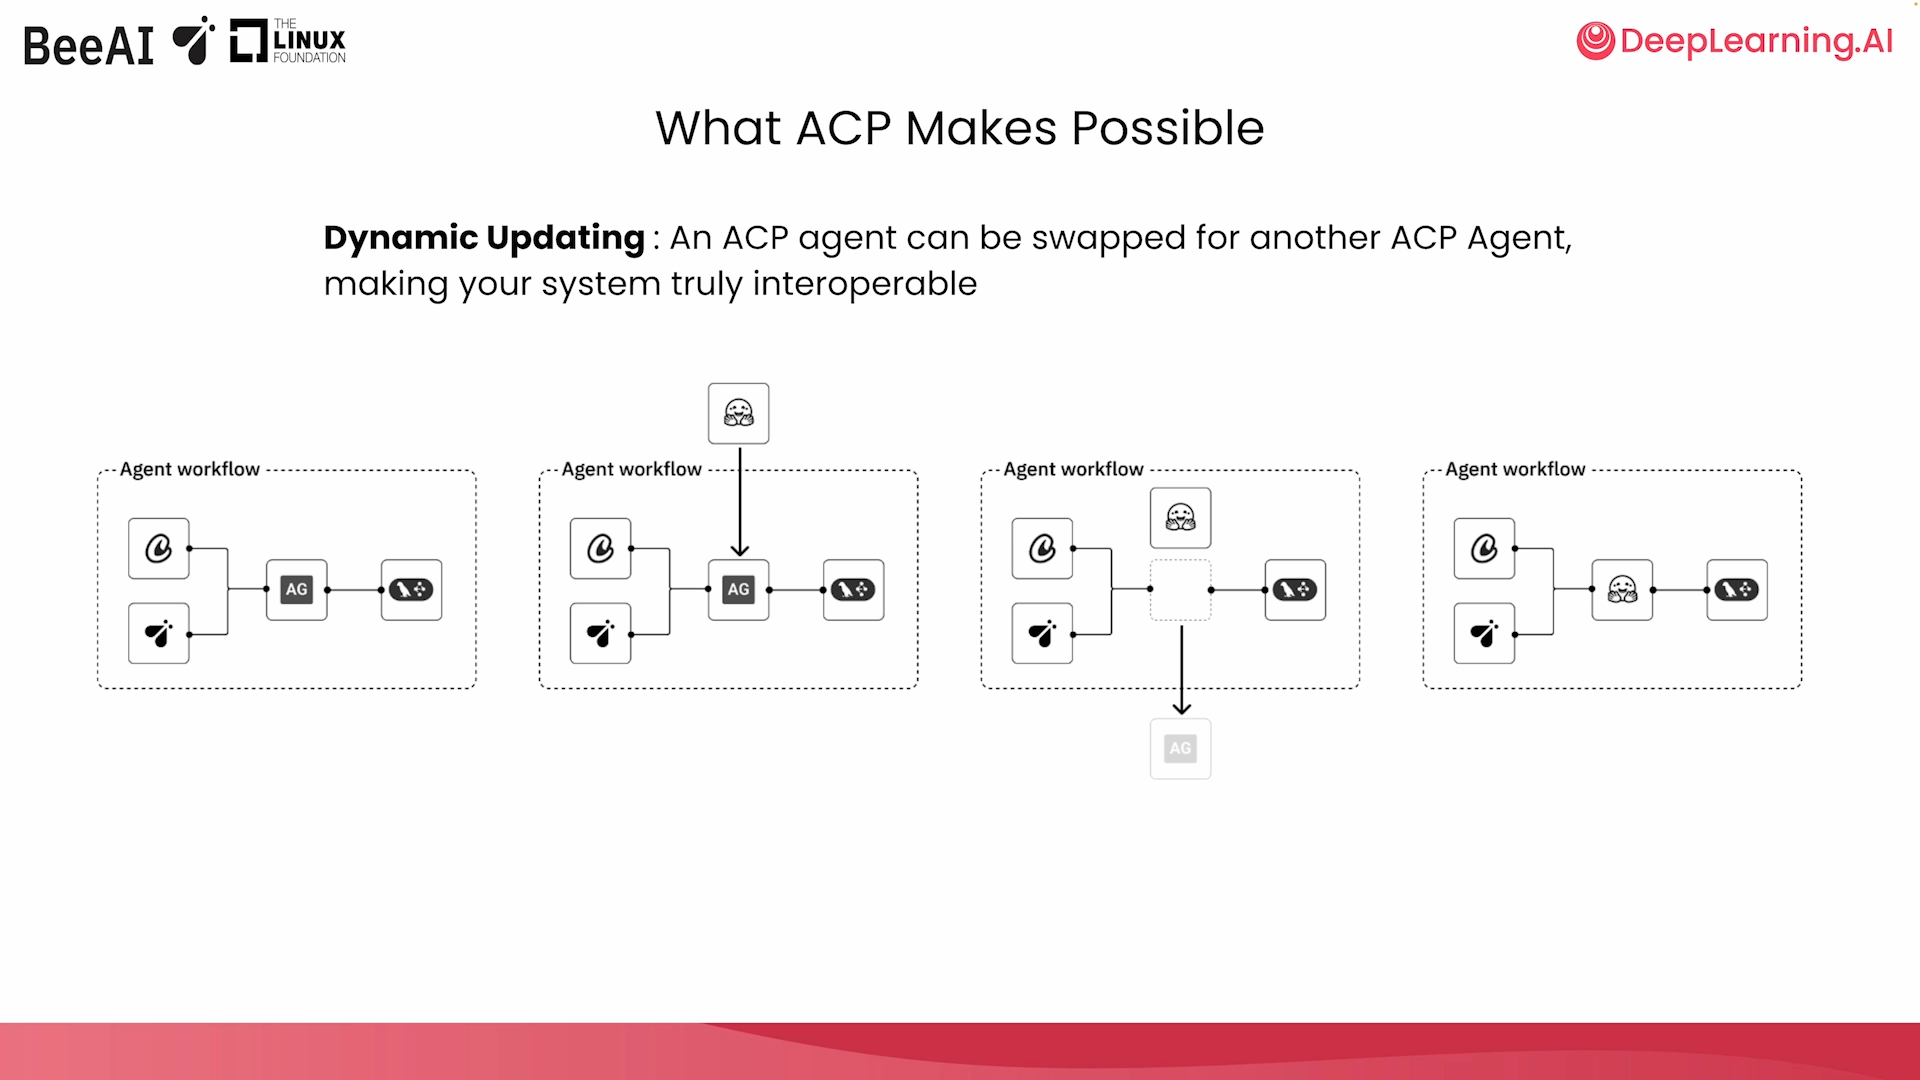 BeeAI
THE
LINUX
FOUNDATION
DeepLearning.AI
What ACP Makes Possible
Dynamic Updating : An ACP agent can be swapped for another ACP Agent,
making your system truly interoperable
Agent workflow
AG
Agent workflow
AG
Agent workflow
AG
Agent workflow